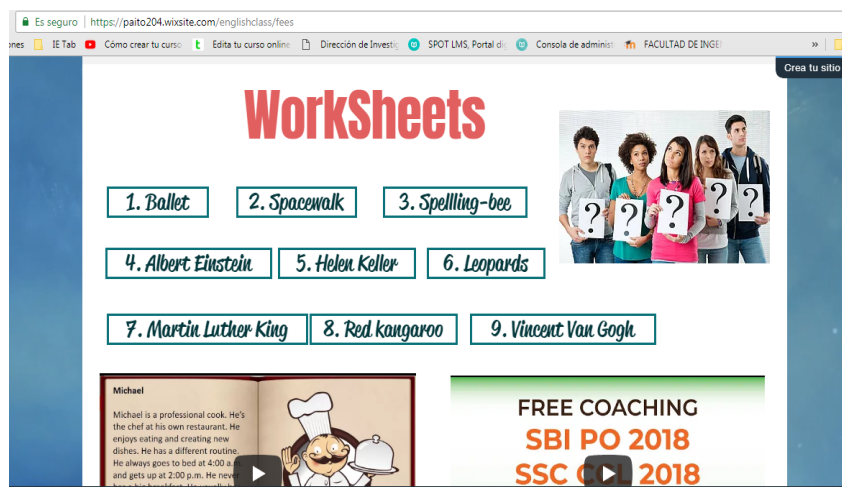 Es seguro | https://paito204.wixsite.com/englishclass/fees
ones IE Tab Cómo crear tu curso Edita tu curso online Dirección de Investig SPOT LMS, Portal dig Consola de administ FACULTAD DE INGE »
Crea tu sitio
WorkSheets
1. Ballet 2. Spacewalk 3. Spellling-bee
? ? ? ? ?
4. Albert Einstein 5. Helen Keller 6. Leopards
7. Martin Luther King 8. Red kangaroo 9. Vincent Van Gogh
Michael
Michael is a professional cook. He's
the chef at his own restaurant. He
enjoys eating and creating new
dishes. He has a different routine.
He always goes to bed at 4:00 a.m
and gets up at 2:00 p.m. He never
FREE COACHING
SBI PO 2018
SSC CGL 2018